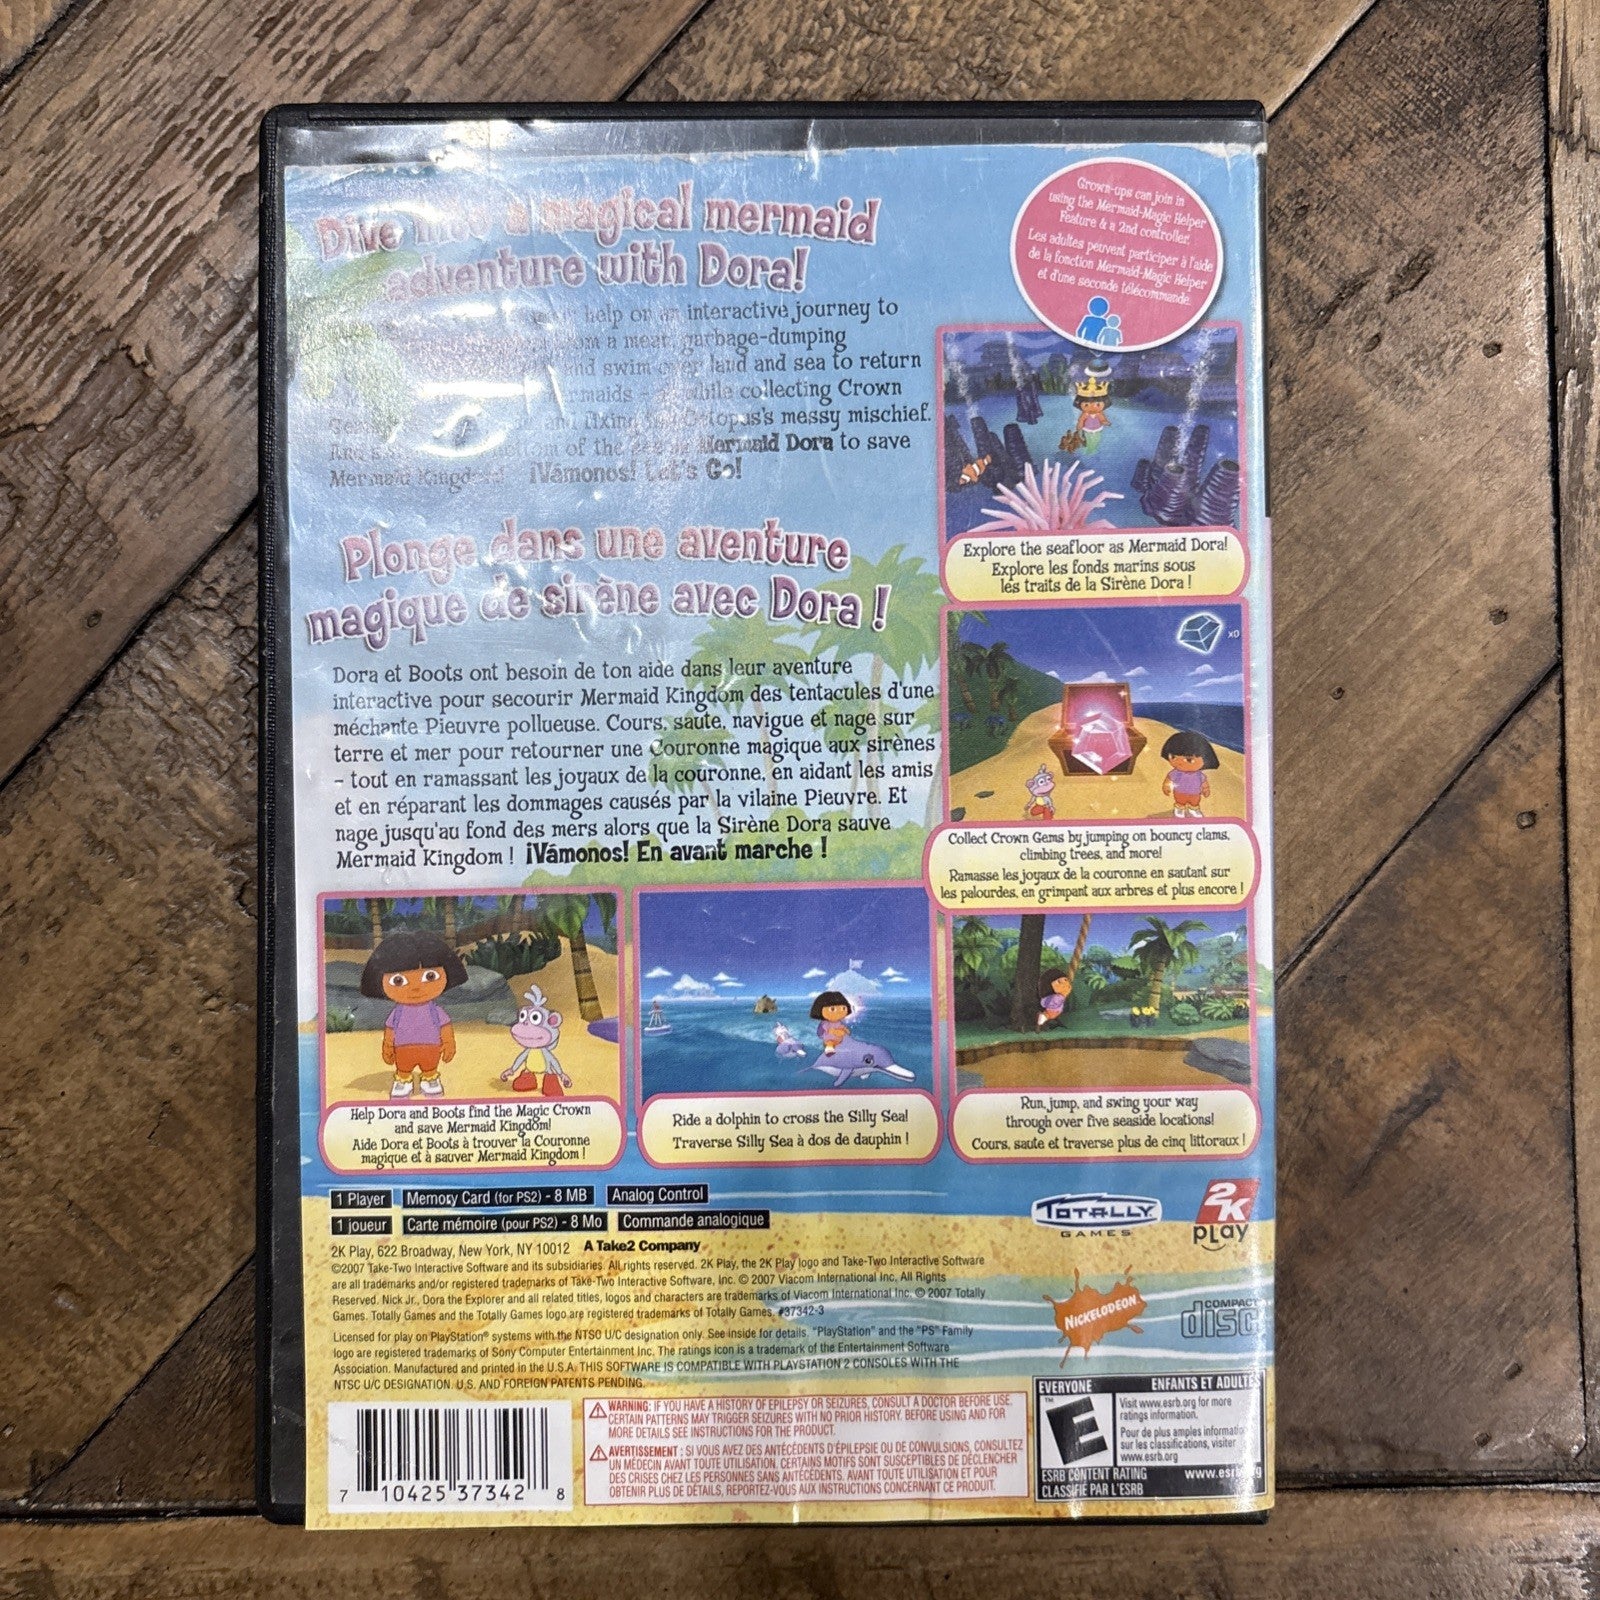 Dive into a magical mermaid
adventure with Dora!
help on an interactive journey to
from a mean, garbage-dumping
and swim over land and sea to return
mermaids - all while collecting Crown
and fixing Octopus's messy mischief.
bottom of the sea as Mermaid Dora to save
Mermaid Kingdom! ¡Vámonos! Let's Go!
Plonge dans une aventure
magique de sirène avec Dora !
Dora et Boots ont besoin de ton aide dans leur aventure
interactive pour secourir Mermaid Kingdom des tentacules d'une
méchante Pieuvre pollueuse. Cours, saute, navigue et nage sur
terre et mer pour retourner une Couronne magique aux sirènes
- tout en ramassant les joyaux de la couronne, en aidant les amis
et en réparant les dommages causés par la vilaine Pieuvre. Et
nage jusqu'au fond des mers alors que la Sirène Dora sauve
Mermaid Kingdom ! ¡Vámonos! En avant marche !
Grown-ups can join in
using the Mermaid-Magic Helper
Feature & a 2nd controller.
Les adultes peuvent participer à l'aide
de la fonction Mermaid-Magic Helper
et d'une seconde télécommande.
Explore the seafloor as Mermaid Dora!
Explore les fonds marins sous
les traits de la Sirène Dora !
x0
Collect Crown Gems by jumping on bouncy clams,
climbing trees, and more!
Ramasse les joyaux de la couronne en sautant sur
les palourdes, en grimpant aux arbres et plus encore !
Help Dora and Boots find the Magic Crown
and save Mermaid Kingdom!
Aide Dora et Boots à trouver la Couronne
magique et à sauver Mermaid Kingdom !
Ride a dolphin to cross the Silly Sea!
Traverse Silly Sea à dos de dauphin !
Run, jump, and swing your way
through over five seaside locations!
Cours, saute et traverse plus de cinq littoraux !
1 Player Memory Card (for PS2) - 8 MB Analog Control
1 joueur Carte mémoire (pour PS2) - 8 Mo Commande analogique
2K Play, 622 Broadway, New York, NY 10012 A Take2 Company
©2007 Take-Two Interactive Software and its subsidiaries. All rights reserved. 2K Play, the 2K Play logo and Take-Two Interactive Software
are all trademarks and/or registered trademarks of Take-Two Interactive Software, Inc. © 2007 Viacom International Inc. All Rights
Reserved. Nick Jr., Dora the Explorer and all related titles, logos and characters are trademarks of Viacom International Inc. © 2007 Totally
Games. Totally Games and the Totally Games logo are registered trademarks of Totally Games. #37342-3
Licensed for play on PlayStation® systems with the NTSC U/C designation only. See inside for details. "PlayStation" and the "PS" Family
logo are registered trademarks of Sony Computer Entertainment Inc. The ratings icon is a trademark of the Entertainment Software
Association. Manufactured and printed in the U.S.A. THIS SOFTWARE IS COMPATIBLE WITH PLAYSTATION 2 CONSOLES WITH THE
NTSC U/C DESIGNATION. U.S. AND FOREIGN PATENTS PENDING.
TOTALLY
GAMES
2K
PLAY
NICKELODEON
COMPACT
disc
7 10425 37342 8
WARNING: IF YOU HAVE A HISTORY OF EPILEPSY OR SEIZURES, CONSULT A DOCTOR BEFORE USE.
CERTAIN PATTERNS MAY TRIGGER SEIZURES WITH NO PRIOR HISTORY. BEFORE USING AND FOR
MORE DETAILS SEE INSTRUCTIONS FOR THE PRODUCT.
AVERTISSEMENT : SI VOUS AVEZ DES ANTÉCÉDENTS D'ÉPILEPSIE OU DE CONVULSIONS, CONSULTEZ
UN MÉDECIN AVANT TOUTE UTILISATION. CERTAINS MOTIFS SONT SUSCEPTIBLES DE DÉCLENCHER
DES CRISES CHEZ LES PERSONNES SANS ANTÉCÉDENTS. AVANT TOUTE UTILISATION ET POUR
OBTENIR PLUS DE DÉTAILS, REPORTEZ-VOUS AUX INSTRUCTIONS CONCERNANT CE PRODUIT.
EVERYONE ENFANTS ET ADULTES
E
Visit www.esrb.org for more
ratings information.
Pour de plus amples informatio
sur les classifications, visiter
www.esrb.org
ESRB CONTENT RATING www.esrb.org
CLASSIFIÉ PAR L'ESRB